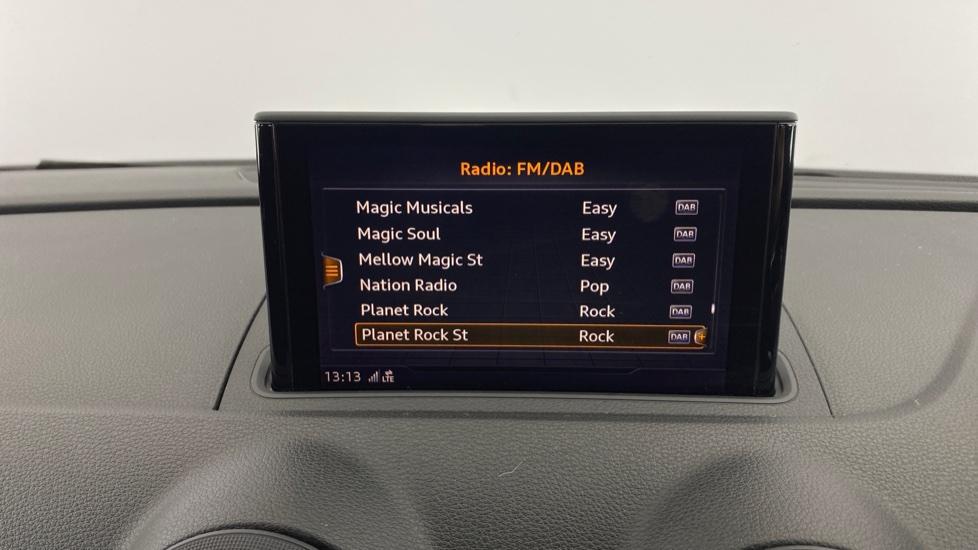 Radio: FM/DAB
Magic Musicals Easy DAB
Magic Soul Easy DAB
Mellow Magic St Easy DAB
Nation Radio Pop DAB
Planet Rock Rock DAB
Planet Rock St Rock DAB
13:13 LTE